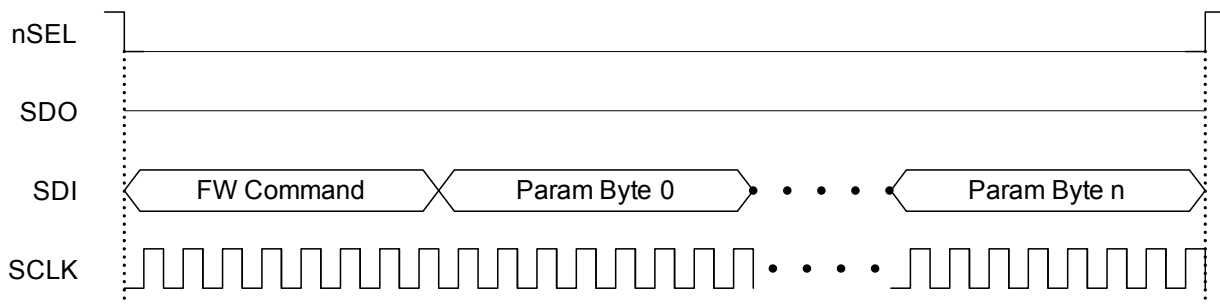 nSEL
SDO
SDI FW Command Param Byte 0 Param Byte n
SCLK